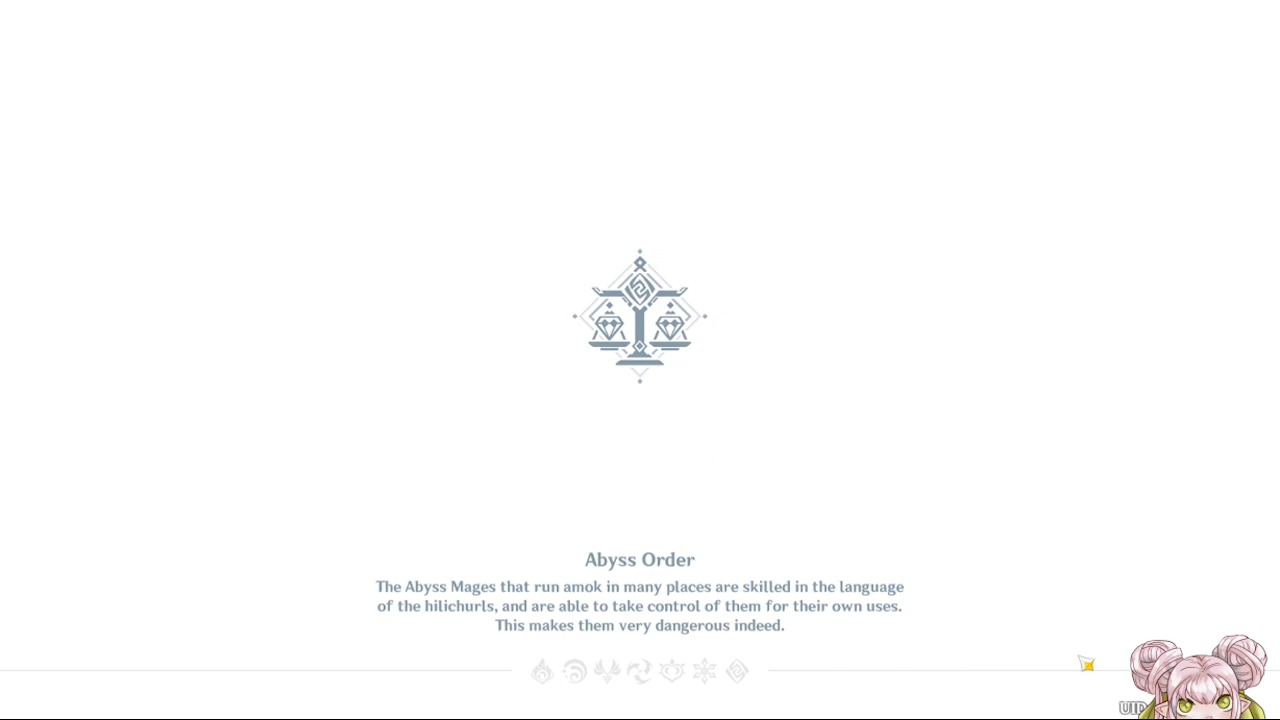 Abyss Order
The Abyss Mages that run amok in many places are skilled in the language
of the hilichurls, and are able to take control of them for their own uses.
This makes them very dangerous indeed.
UID